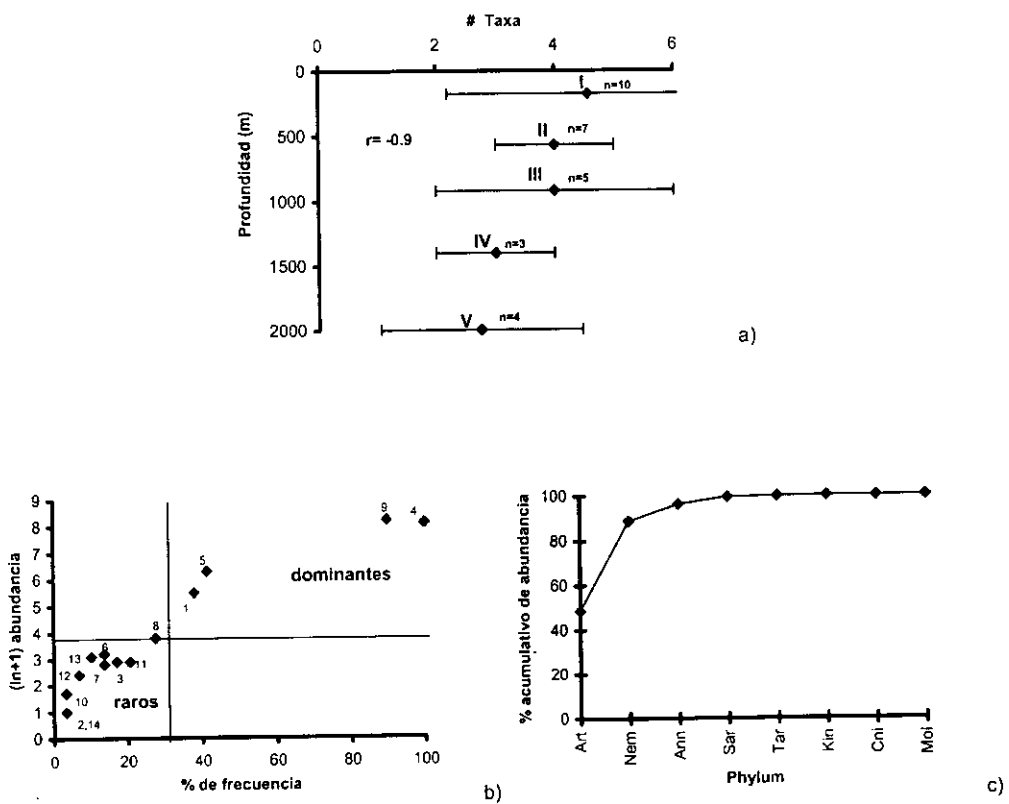 # Taxa
0 2 4 6
0
I n=10
500
r= -0.9
II n=7
III n=5
1000
Profundidad (m)
IV n=3
1500
V n=4
2000
a)
9
8
7
6
5
4
3
2
1
0
(ln+1) abundancia
9 4
5
dominantes
1
8
6
13 11
12 7 3
10 raros
2,14
0 20 40 60 80 100
% de frecuencia
b)
100
80
60
40
20
0
% acumulativo de abundancia
Art Nem Ann Sar Tar Kin Cni Moi
Phylum
c)